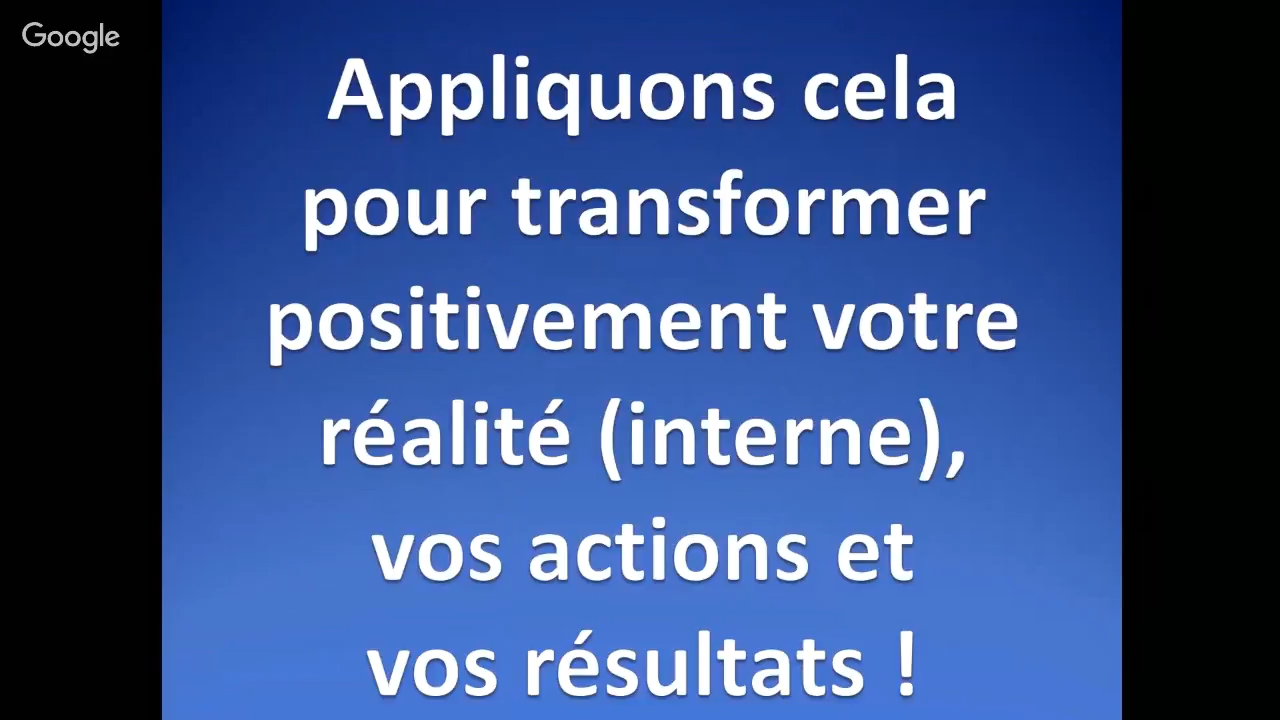 Google
Appliquons cela
pour transformer
positivement votre
réalité (interne),
vos actions et
vos résultats !